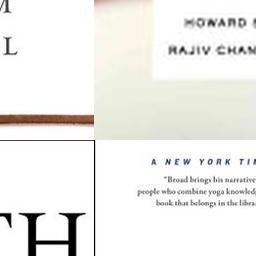 M
L
HOWARD S
RAJIV CHAN
TH
A NEW YORK TIM
"Broad brings his narrative
people who combine yoga knowledg
book that belongs in the libra